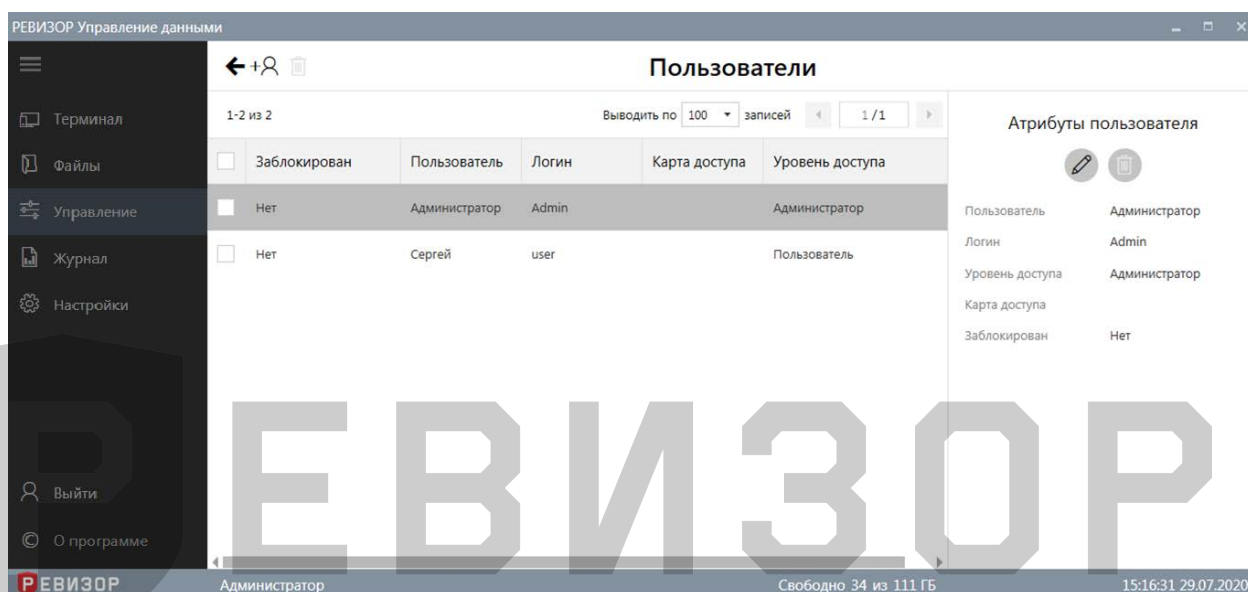 РЕВИЗОР Управление данными
Пользователи
Терминал
Файлы
Управление
Журнал
Настройки
Выйти
© О программе
1-2 из 2
Выводить по 100 записей 1 /1
Заблокирован Пользователь Логин Карта доступа Уровень доступа
Нет Администратор Admin Администратор
Нет Сергей user Пользователь
Атрибуты пользователя
Пользователь Администратор
Логин Admin
Уровень доступа Администратор
Карта доступа
Заблокирован Нет
РЕВИЗОР
РЕВИЗОР Администратор Свободно 34 из 111 ГБ 15:16:31 29.07.2020